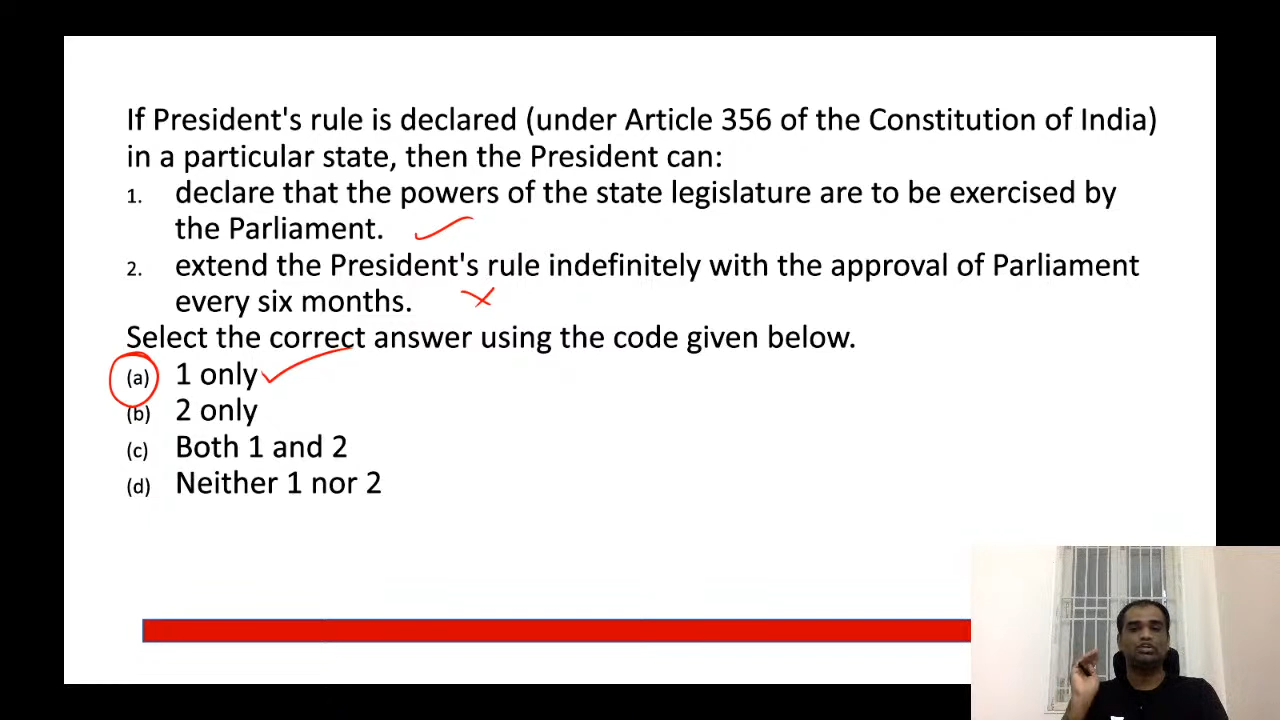 If President's rule is declared (under Article 356 of the Constitution of India)
in a particular state, then the President can:
1. declare that the powers of the state legislature are to be exercised by
the Parliament.
2. extend the President's rule indefinitely with the approval of Parliament
every six months.
Select the correct answer using the code given below.
(a) 1 only
(b) 2 only
(c) Both 1 and 2
(d) Neither 1 nor 2